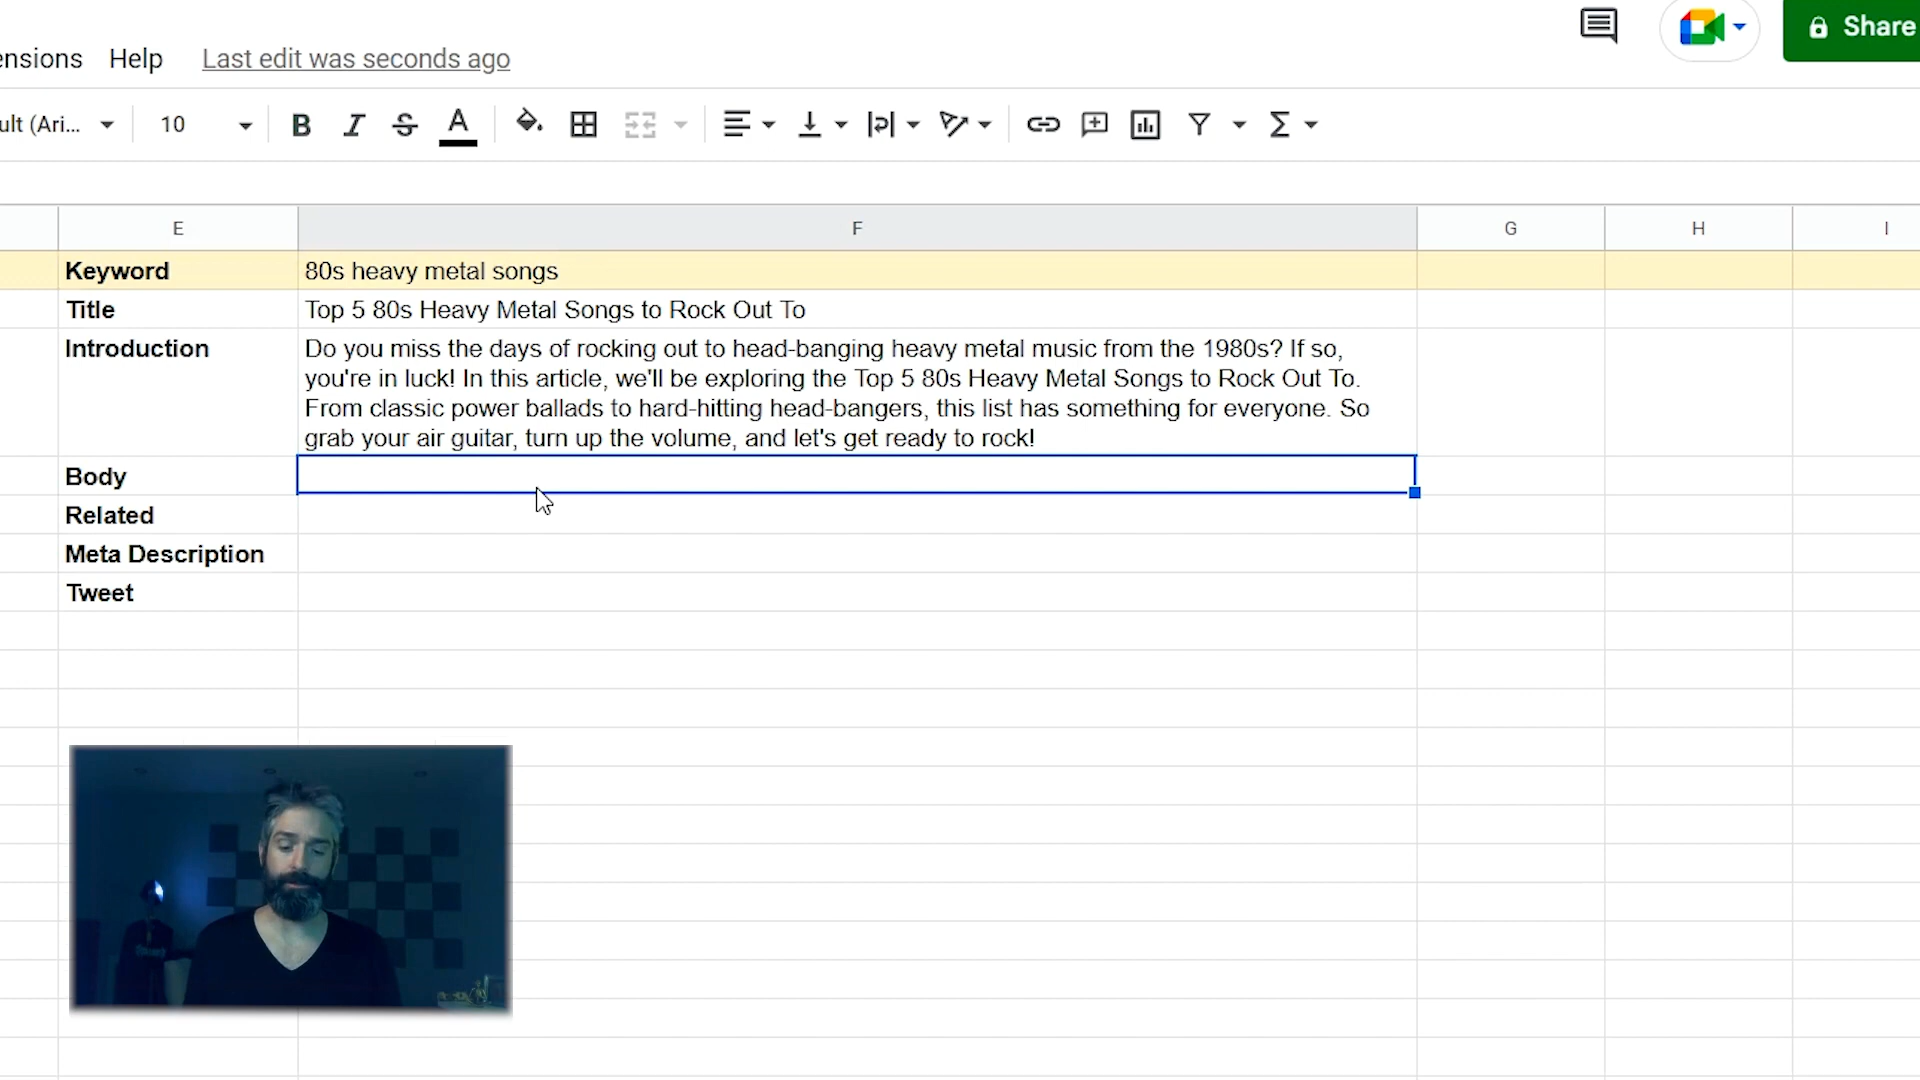 Share
ensions Help Last edit was seconds ago
ult (Ari... 10 B I S A
E F G H I
Keyword 80s heavy metal songs
Title Top 5 80s Heavy Metal Songs to Rock Out To
Introduction Do you miss the days of rocking out to head-banging heavy metal music from the 1980s? If so,
you're in luck! In this article, we'll be exploring the Top 5 80s Heavy Metal Songs to Rock Out To.
From classic power ballads to hard-hitting head-bangers, this list has something for everyone. So
grab your air guitar, turn up the volume, and let's get ready to rock!
Body
Related
Meta Description
Tweet